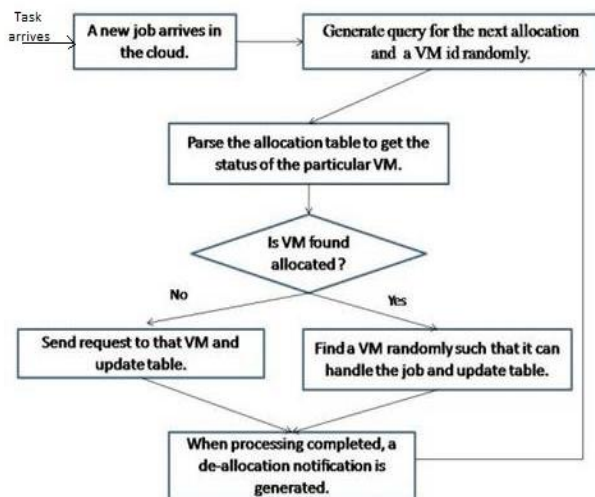 Task
arrives
A new job arrives in
the cloud.
Generate query for the next allocation
and a VM id randomly.
Parse the allocation table to get the
status of the particular VM.
Is VM found
allocated ?
No
Yes
Send request to that VM and
update table.
Find a VM randomly such that it can
handle the job and update table.
When processing completed, a
de-allocation notification is
generated.